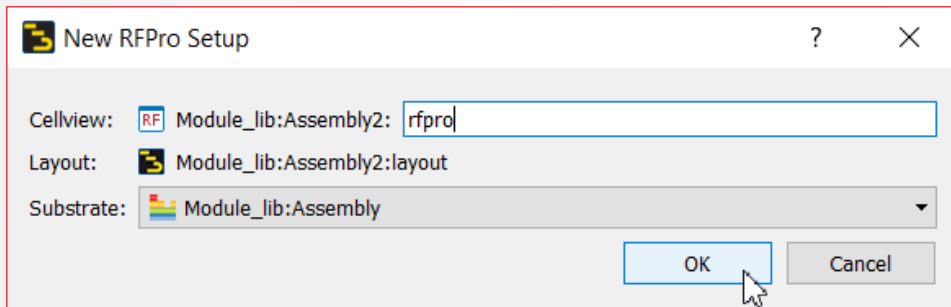 New RFPro Setup ?
Cellview: RF Module_lib:Assembly2: rfpro
Layout: Module_lib:Assembly2:layout
Substrate: Module_lib:Assembly
OK Cancel